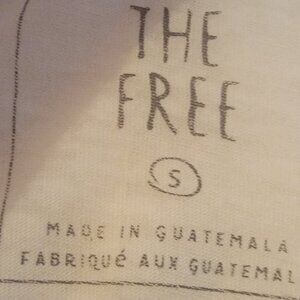 THE
FREE
S
MADE IN GUATEMALA
FABRIQUÉ AUX GUATEMAL